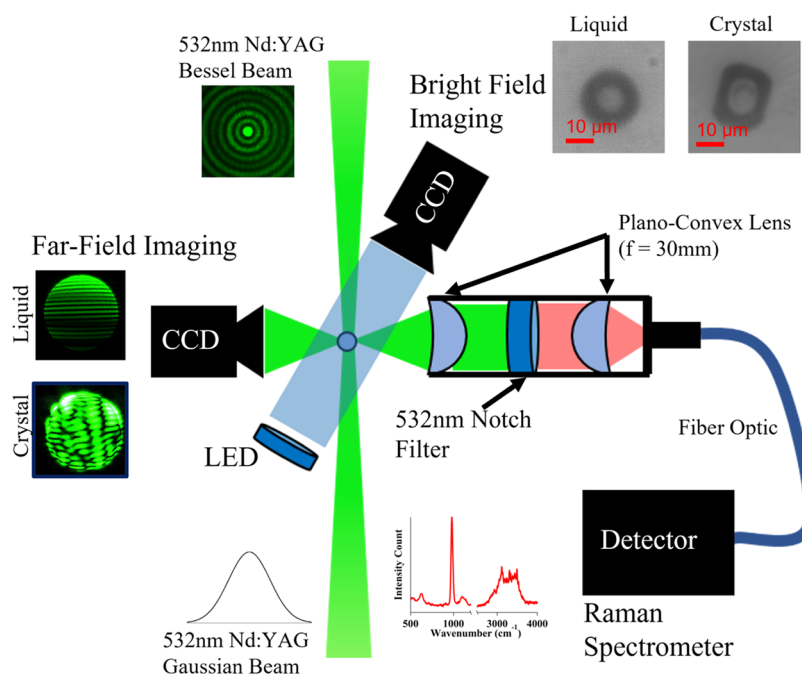 532nm Nd:YAG
Bessel Beam
Bright Field
Imaging
Liquid
Crystal
10 µm
10 µm
CCD
Plano-Convex Lens
(f = 30mm)
Far-Field Imaging
Liquid
Crystal
CCD
LED
532nm Notch
Filter
Fiber Optic
Detector
Raman
Spectrometer
532nm Nd:YAG
Gaussian Beam
Intensity Count
500
1000
3000
4000
Wavenumber (cm⁻¹)